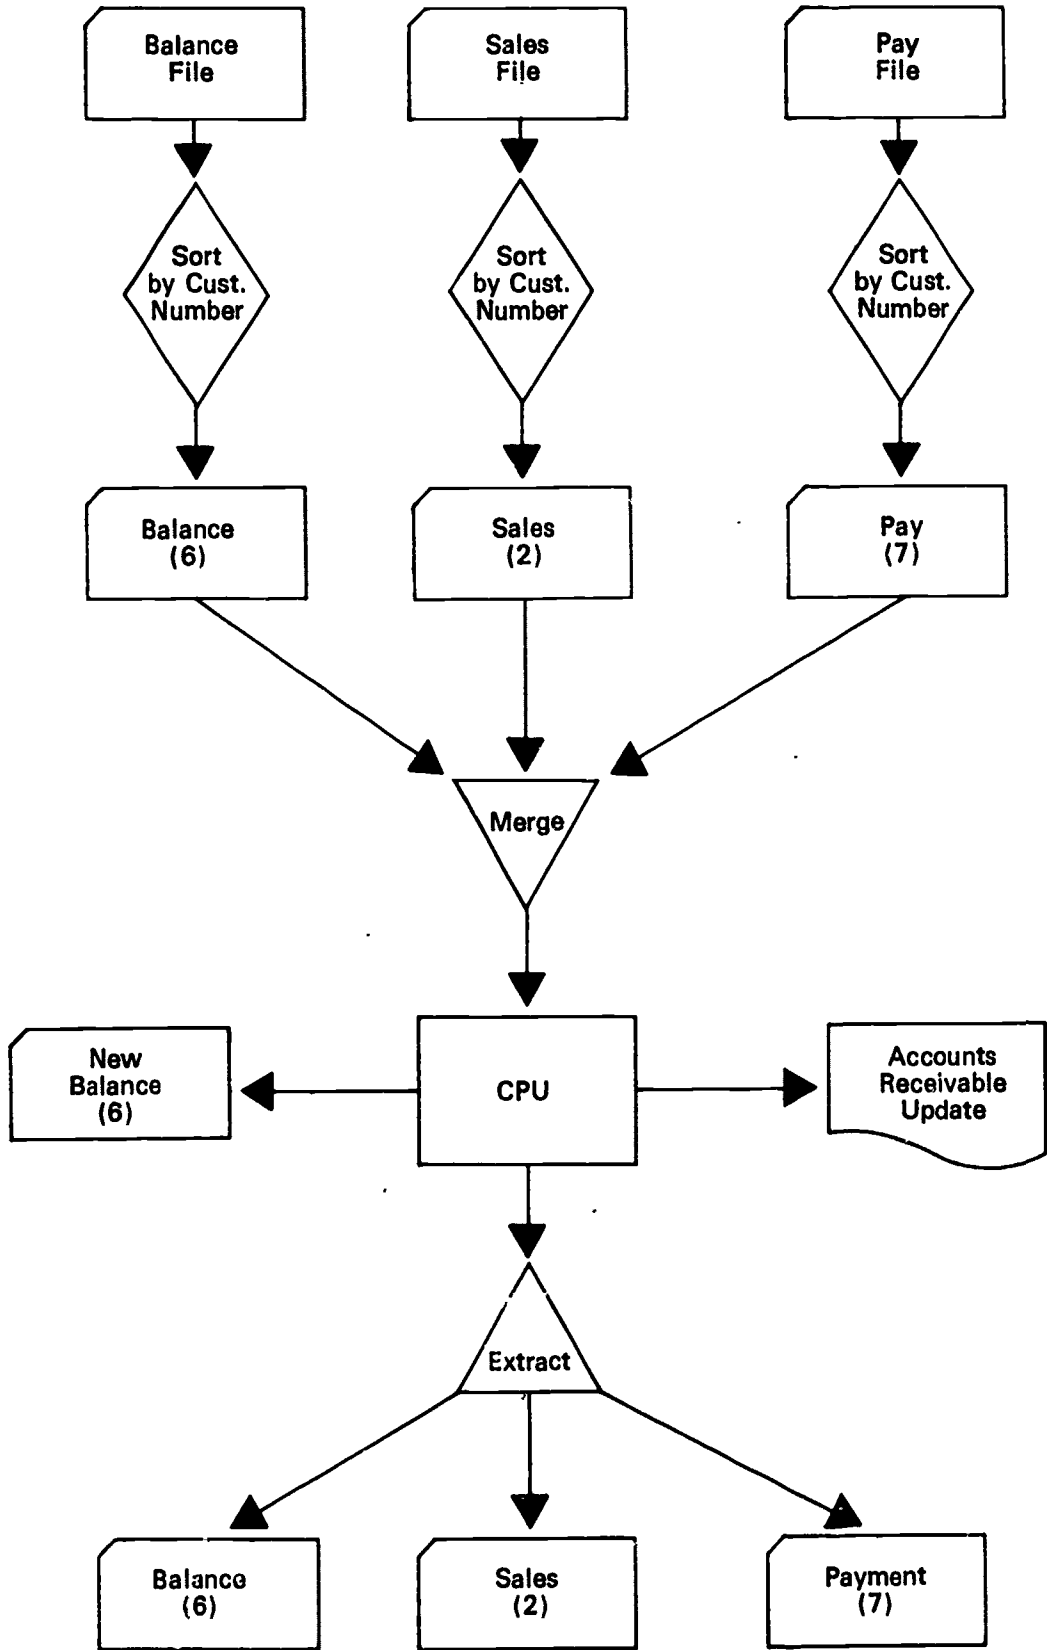 Balance
File
Sales
File
Pay
File
Sort
by Cust.
Number
Sort
by Cust.
Number
Sort
by Cust.
Number
Balance
(6)
Sales
(2)
Pay
(7)
Merge
New
Balance
(6)
CPU
Accounts
Receivable
Update
Extract
Balance
(6)
Sales
(2)
Payment
(7)